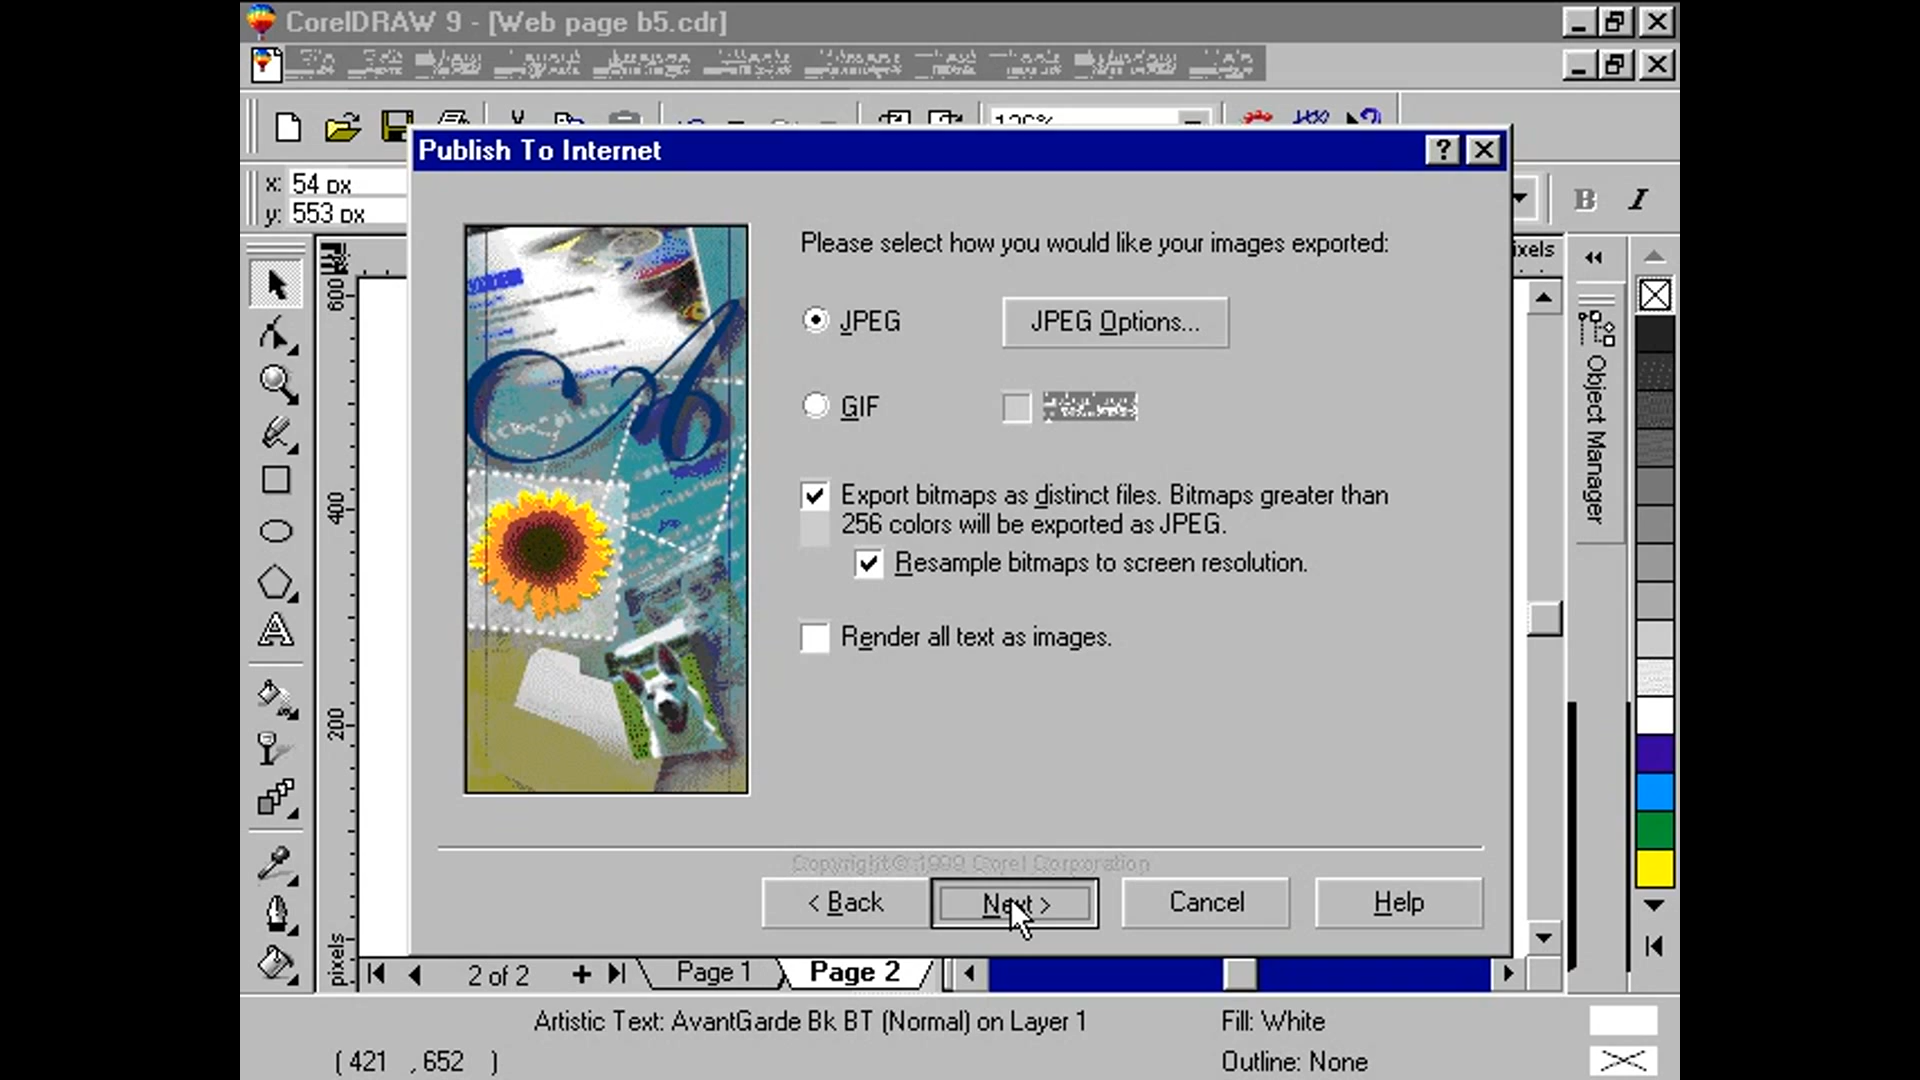 CorelDRAW 9 - [Web page b5.cdr]
x: 54 px
y: 553 px
B I
Publish To Internet
Please select how you would like your images exported:
JPEG
JPEG Options...
GIF
Export bitmaps as distinct files. Bitmaps greater than
256 colors will be exported as JPEG.
Resample bitmaps to screen resolution.
Render all text as images.
Copyright© 1999 Corel Corporation
< Back
Next >
Cancel
Help
600
400
200
pixels
Object Manager
2 of 2
Page 1
Page 2
Artistic Text: AvantGarde Bk BT (Normal) on Layer 1
Fill: White
( 421 , 652 )
Outline: None